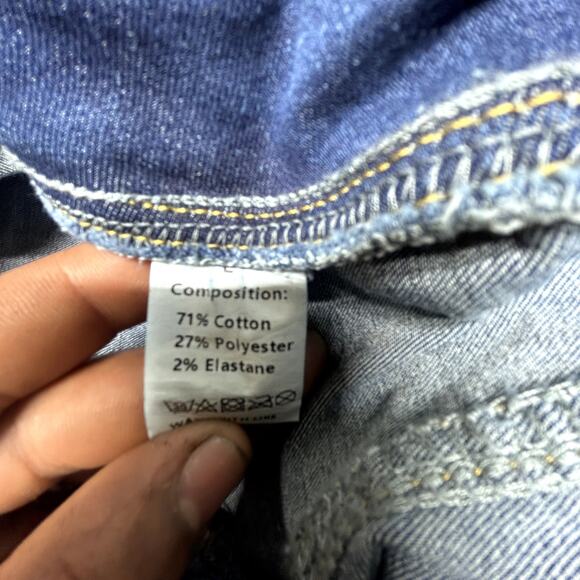 L
Composition:
71% Cotton
27% Polyester
2% Elastane